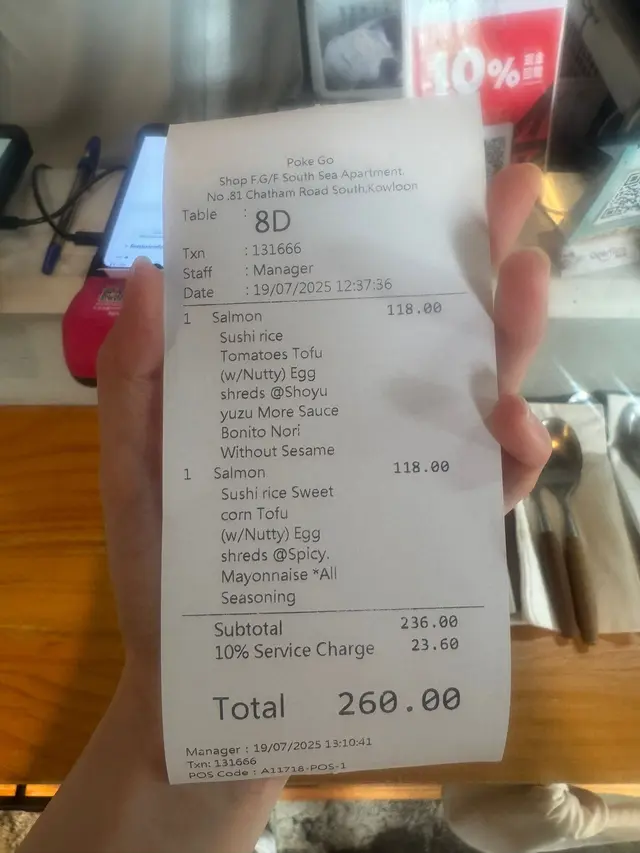 10% 現金回贈
Poke Go
Shop F,G/F South Sea Apartment
No .81 Chatham Road South,Kowloon
Table : 8D
Txn : 131666
Staff : Manager
Date : 19/07/2025 12:37:36
1 Salmon 118.00
Sushi rice
Tomatoes Tofu
(w/Nutty) Egg
shreds @Shoyu
yuzu More Sauce
Bonito Nori
Without Sesame
1 Salmon 118.00
Sushi rice Sweet
corn Tofu
(w/Nutty) Egg
shreds @Spicy.
Mayonnaise *All
Seasoning
Subtotal 236.00
10% Service Charge 23.60
Total 260.00
Manager : 19/07/2025 13:10:41
Txn: 131666
POS Code : A11718-POS-1